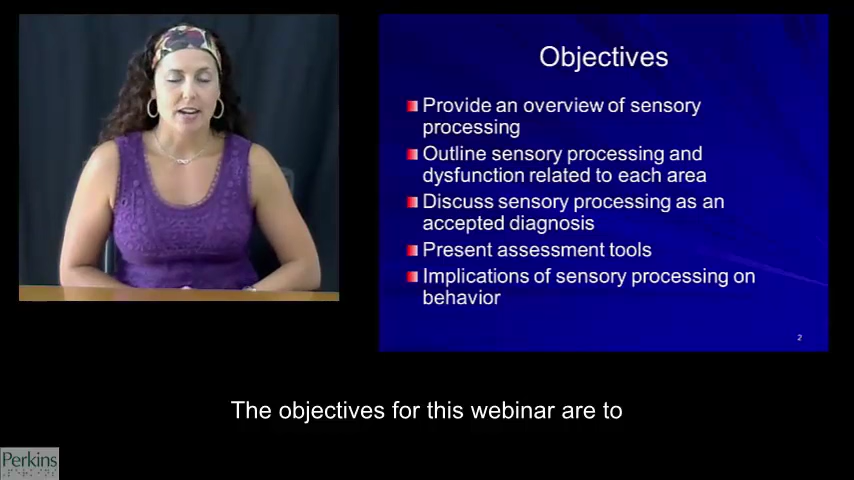 Objectives
Provide an overview of sensory
processing
Outline sensory processing and
dysfunction related to each area
Discuss sensory processing as an
accepted diagnosis
Present assessment tools
Implications of sensory processing on
behavior
2
The objectives for this webinar are to
Perkins